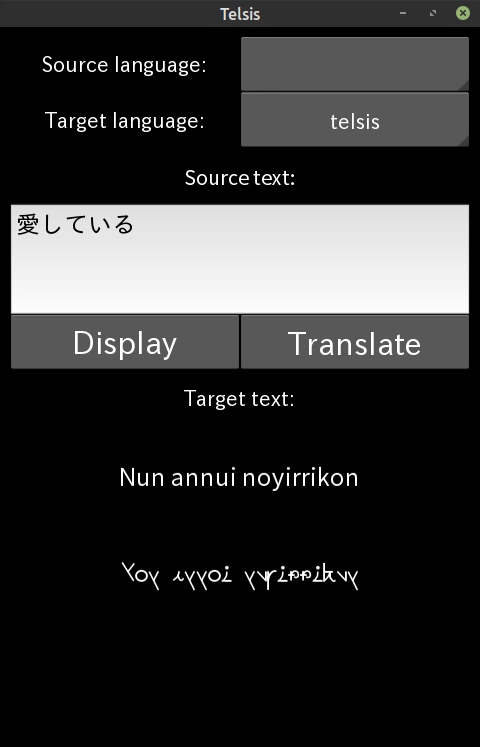 Telsis
Source language:
Target language: telsis
Source text:
愛している
Display Translate
Target text:
Nun annui noyirrikon